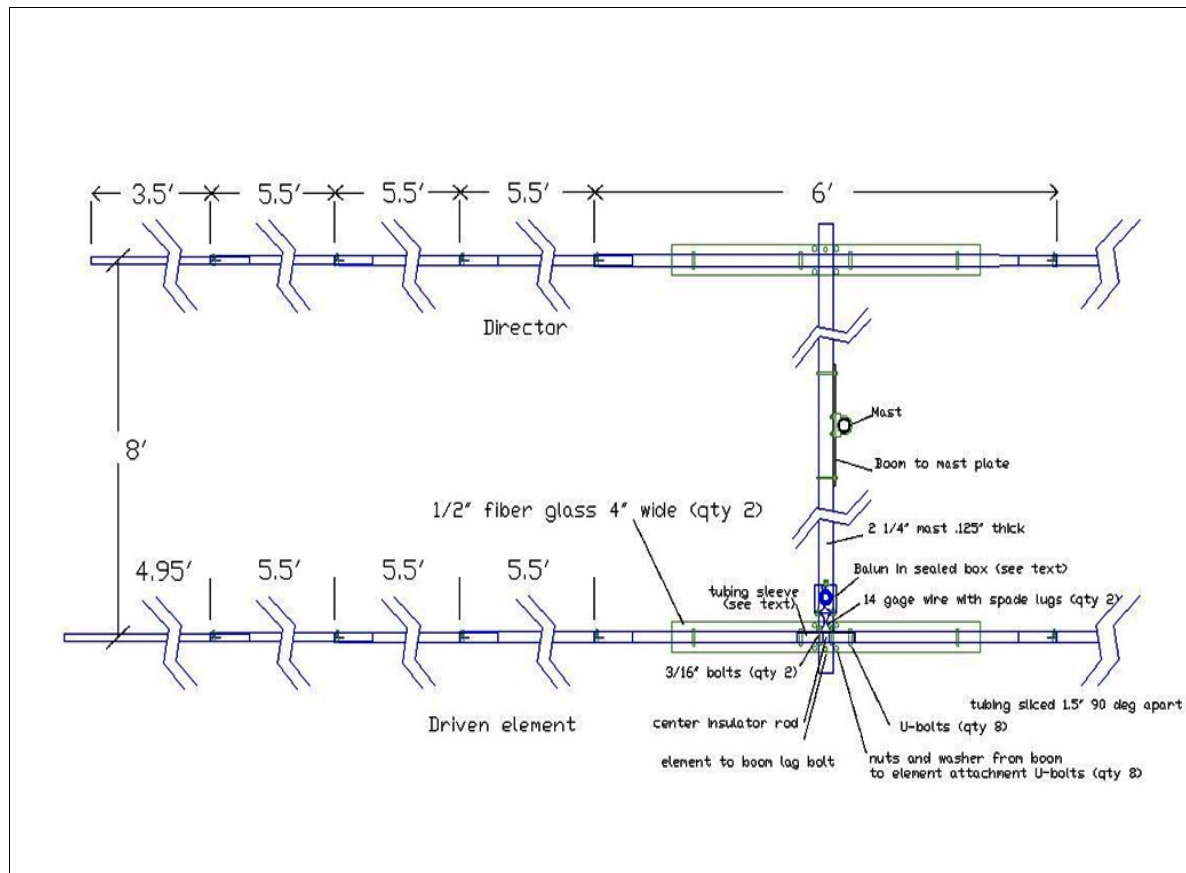 3.5' 5.5' 5.5' 5.5' 6'
Director
Mast
8'
Boom to mast plate
1/2" fiber glass 4" wide (qty 2)
2 1/4" mast .125" thick
4.95' 5.5' 5.5' 5.5'
Balun in sealed box (see text)
tubing sleeve
(see text)
14 gage wire with spade lugs (qty 2)
3/16" bolts (qty 2)
tubing sliced 1.5" 90 deg apart
Driven element
center insulator rod
U-bolts (qty 8)
element to boom lag bolt
nuts and washer from boom
to element attachment U-bolts (qty 8)